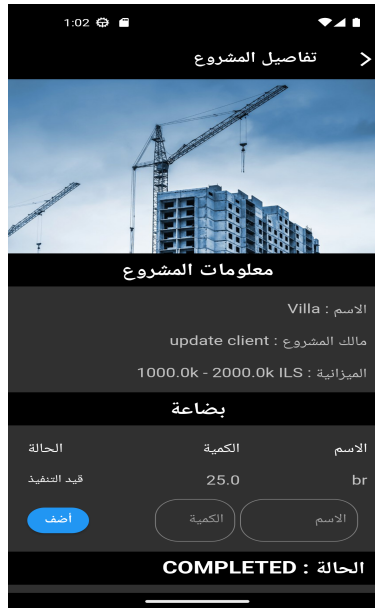 1:02
تفاصيل المشروع
معلومات المشروع
الاسم : Villa
مالك المشروع : update client
الميزانية : 1000.0k - 2000.0k ILS
بضاعة
الاسم الكمية الحالة
br 25.0 قيد التنفيذ
الاسم الكمية أضف
الحالة : COMPLETED